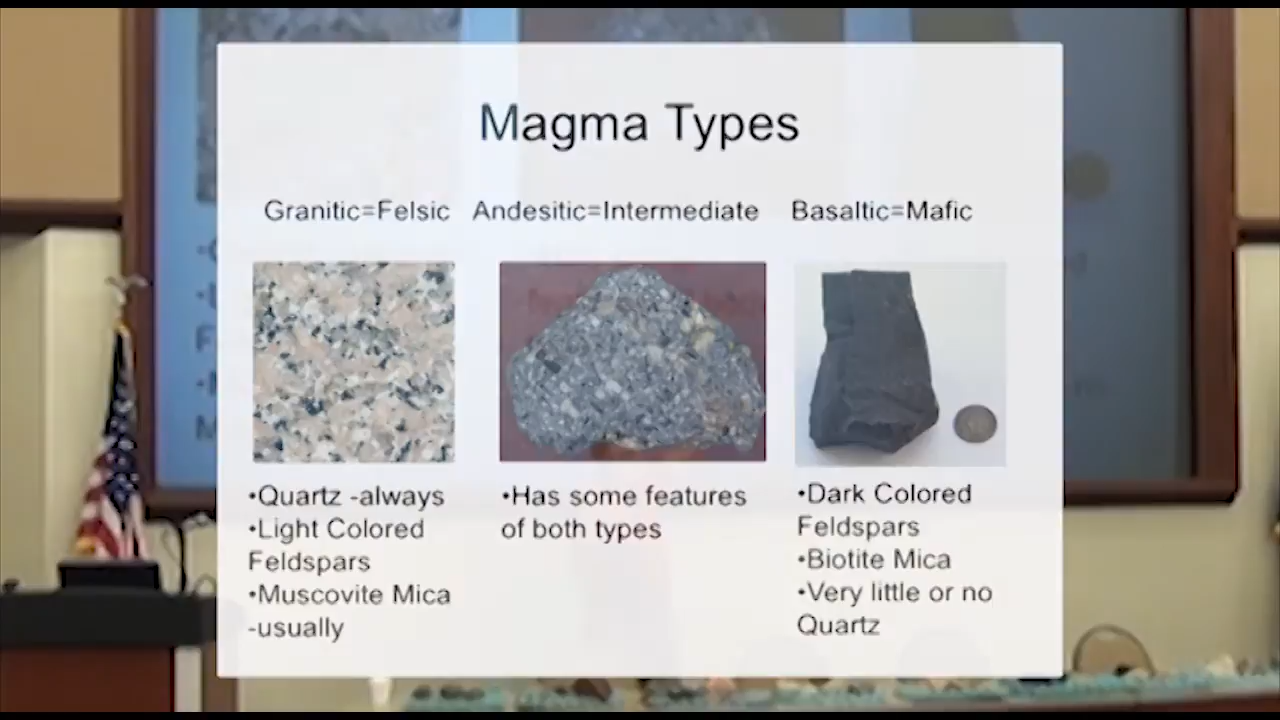 Magma Types
Granitic=Felsic
Andesitic=Intermediate
Basaltic=Mafic
•Quartz -always
•Light Colored
Feldspars
•Muscovite Mica
-usually
•Has some features
of both types
•Dark Colored
Feldspars
•Biotite Mica
•Very little or no
Quartz